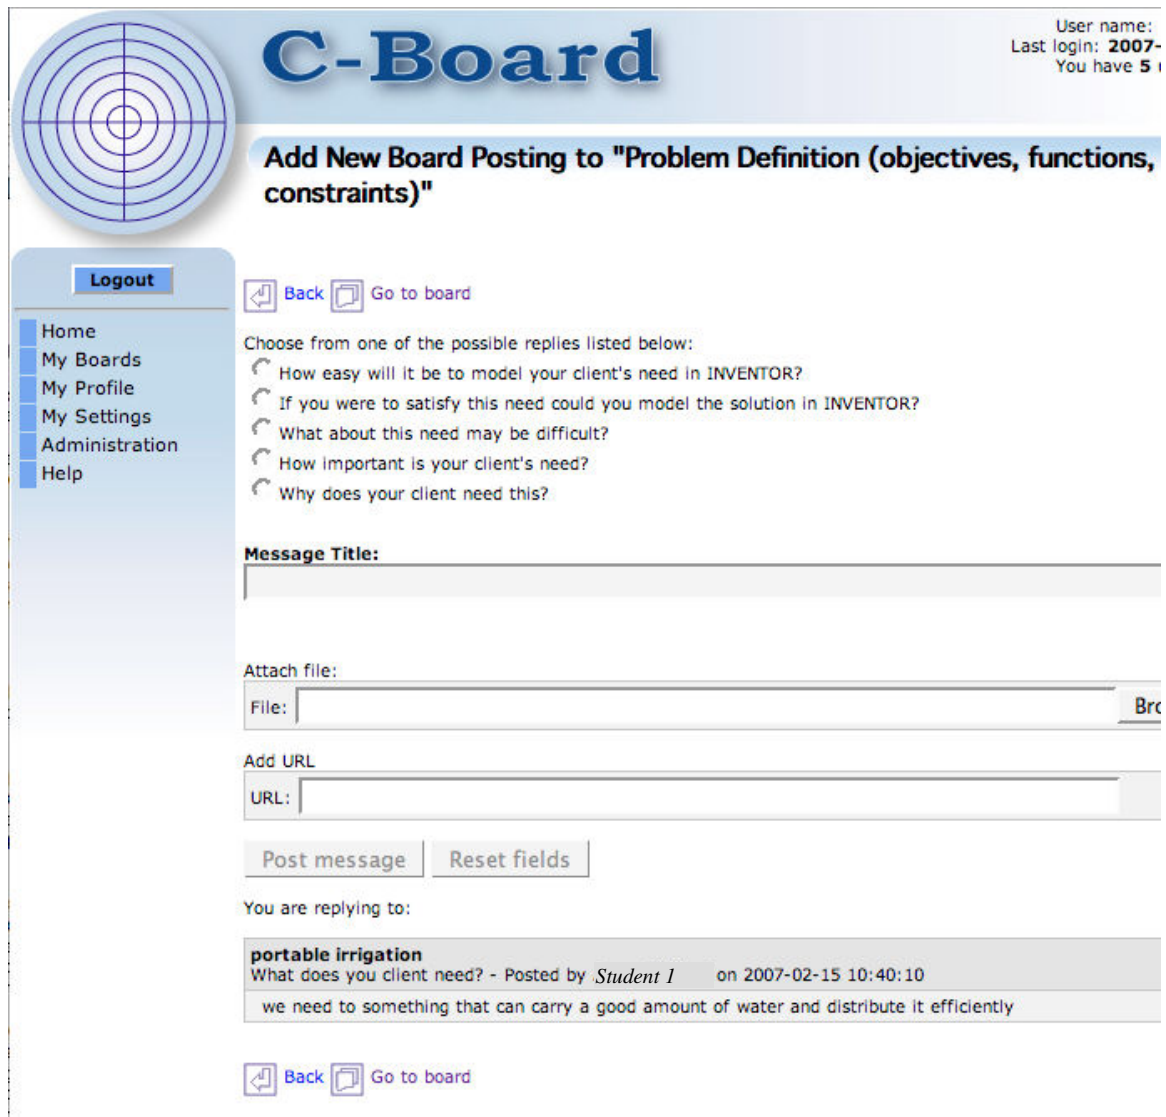 C-Board
User name:
Last login: 2007-
You have 5
Add New Board Posting to "Problem Definition (objectives, functions,
constraints)"
Logout
Home
My Boards
My Profile
My Settings
Administration
Help
Back Go to board
Choose from one of the possible replies listed below:
How easy will it be to model your client's need in INVENTOR?
If you were to satisfy this need could you model the solution in INVENTOR?
What about this need may be difficult?
How important is your client's need?
Why does your client need this?
Message Title:
Attach file:
File: Bro
Add URL
URL:
Post message Reset fields
You are replying to:
portable irrigation
What does you client need? - Posted by Student 1 on 2007-02-15 10:40:10
we need to something that can carry a good amount of water and distribute it efficiently
Back Go to board